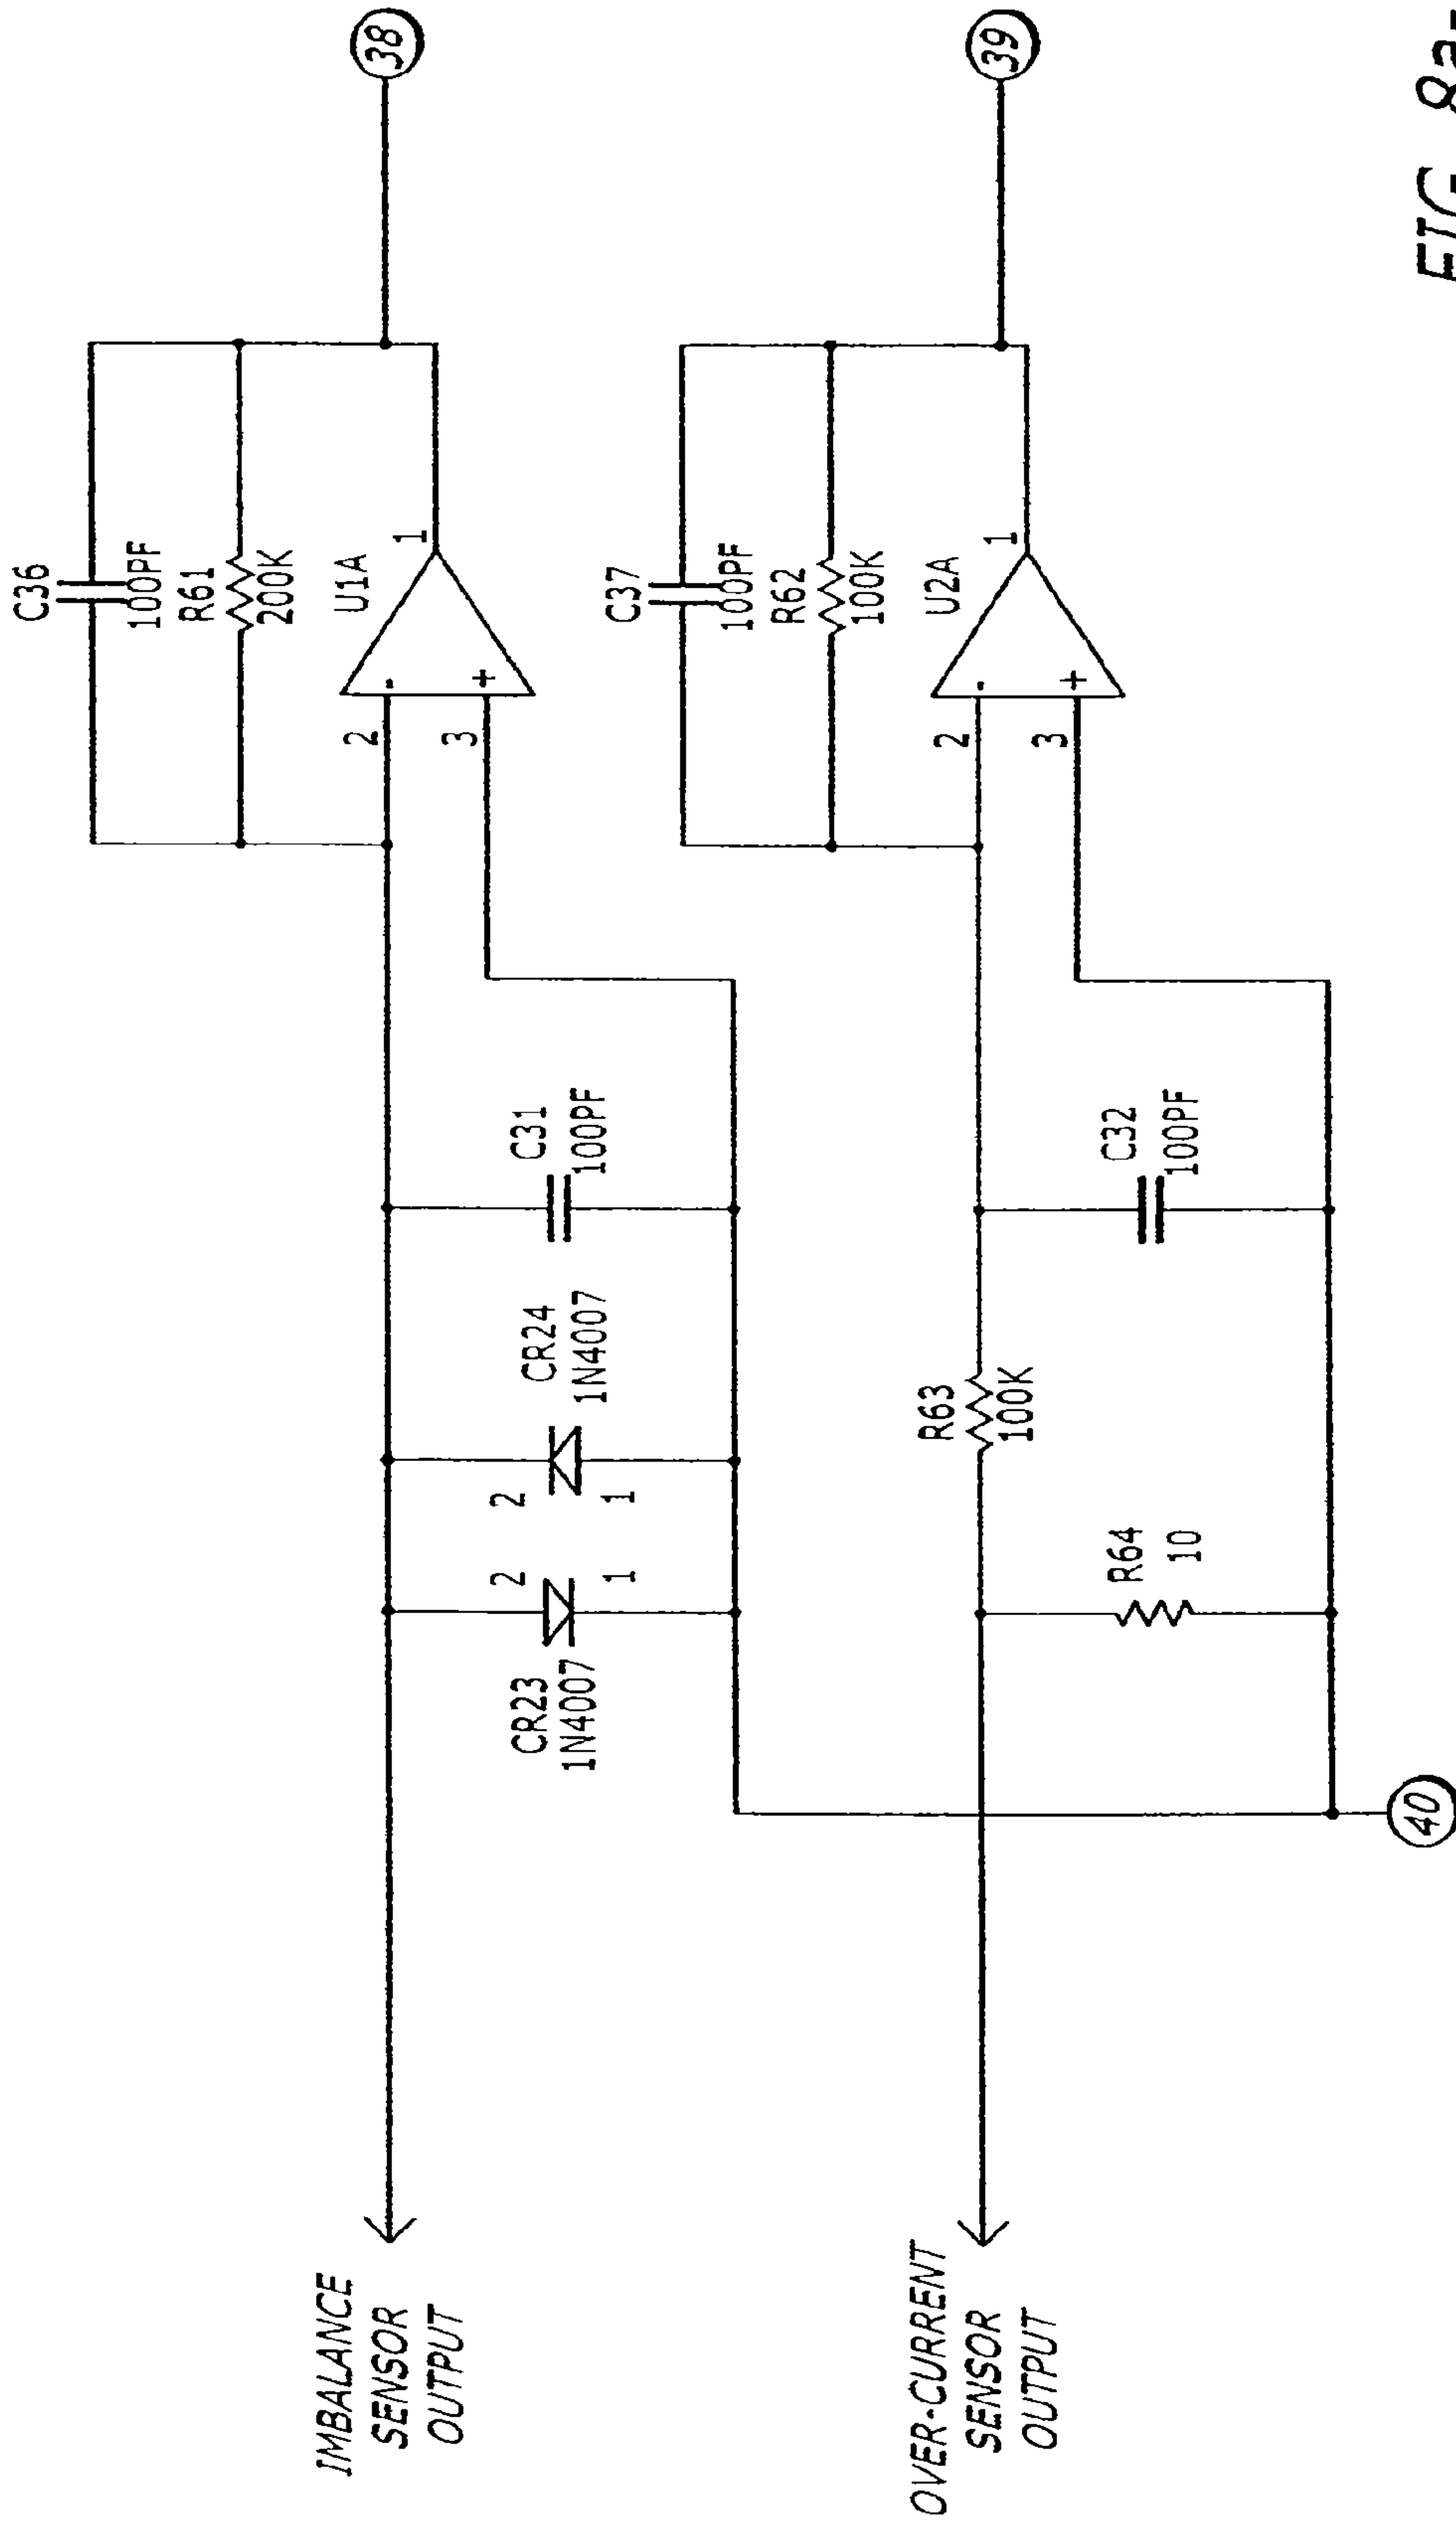 C36
100PF
R61
200K
U1A
2
3
-
+
1
38
IMBALANCE
SENSOR
OUTPUT
CR23
1N4007
2
1
2
1
CR24
1N4007
C31
100PF
C37
100PF
R62
100K
U2A
2
3
-
+
1
39
OVER-CURRENT
SENSOR
OUTPUT
R63
100K
R64
10
C32
100PF
40
FIG. 8a-